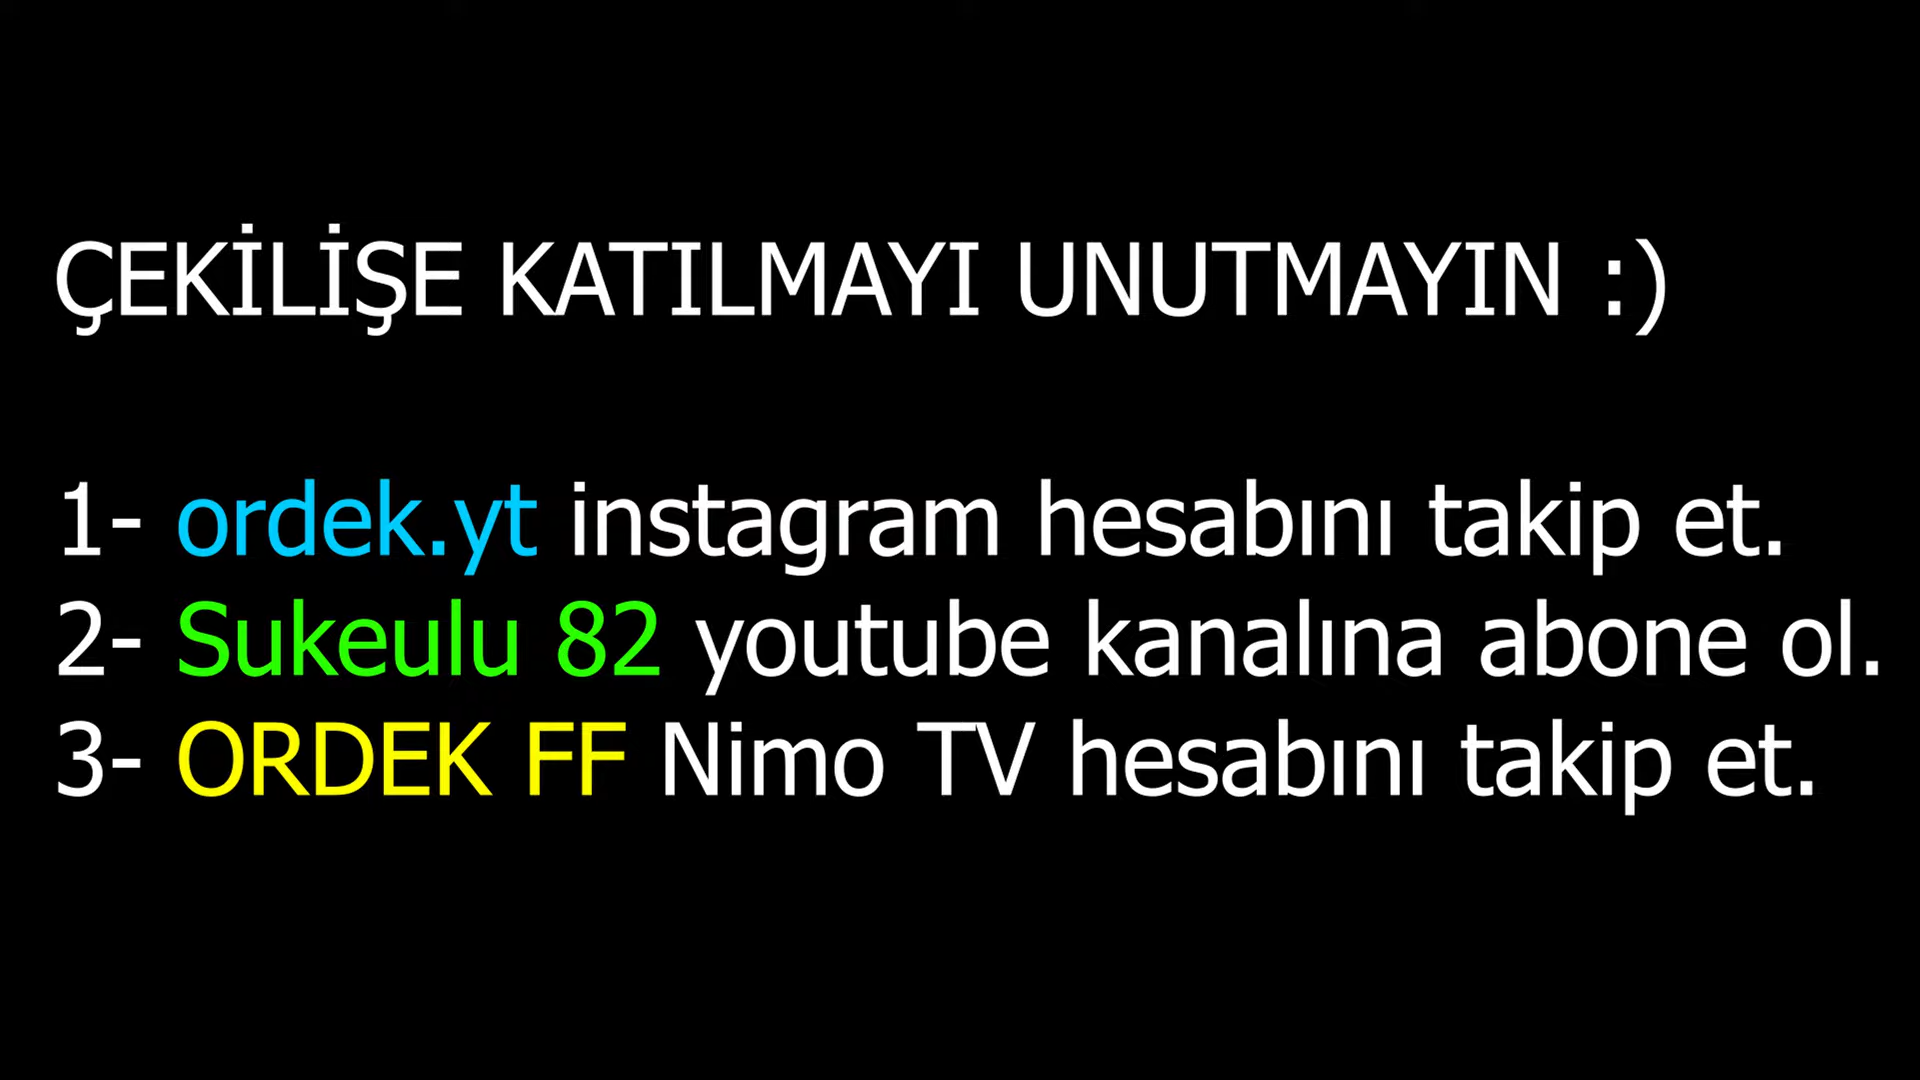 ÇEKİLİŞE KATILMAYI UNUTMAYIN :)
1- ordek.yt instagram hesabını takip et.
2- Sukeulu 82 youtube kanalına abone ol.
3- ORDEK FF Nimo TV hesabını takip et.